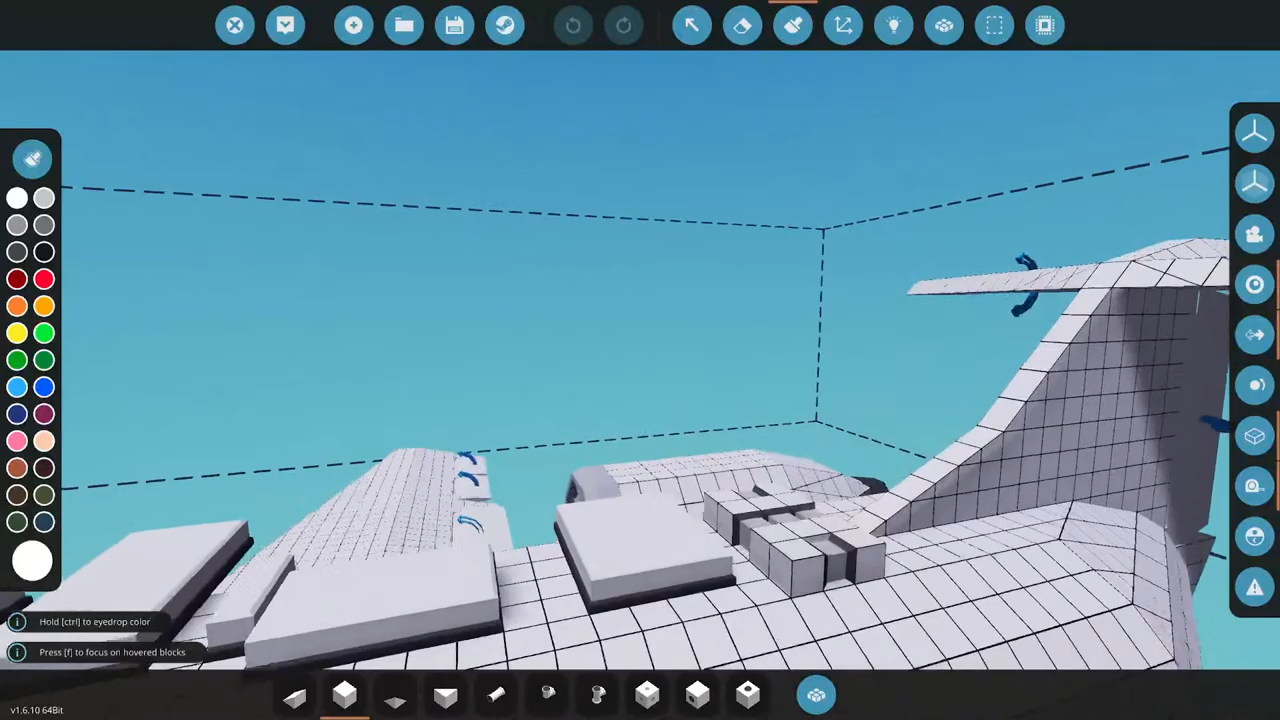 Hold [ctrl] to eyedrop color
Press [f] to focus on hovered blocks
v1.6.10 64Bit